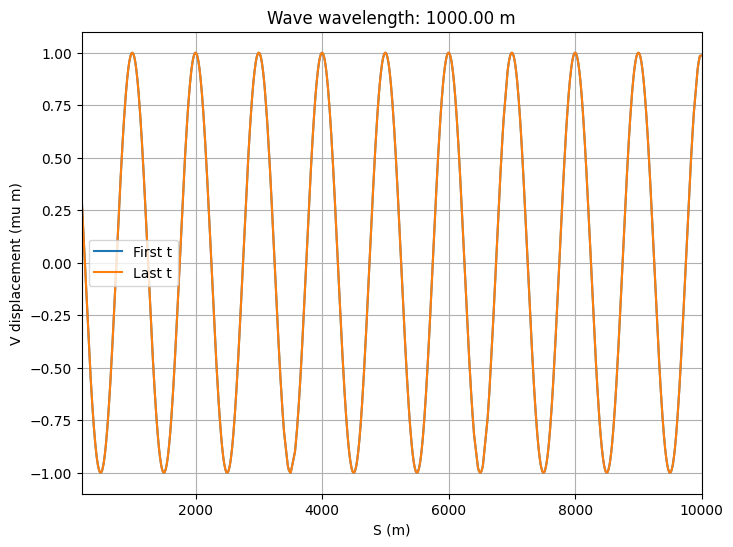 Wave wavelength: 1000.00 m
V displacement (mu m)
1.00
0.75
0.50
0.25
0.00
−0.25
−0.50
−0.75
−1.00
First t
Last t
2000
4000
6000
8000
10000
S (m)